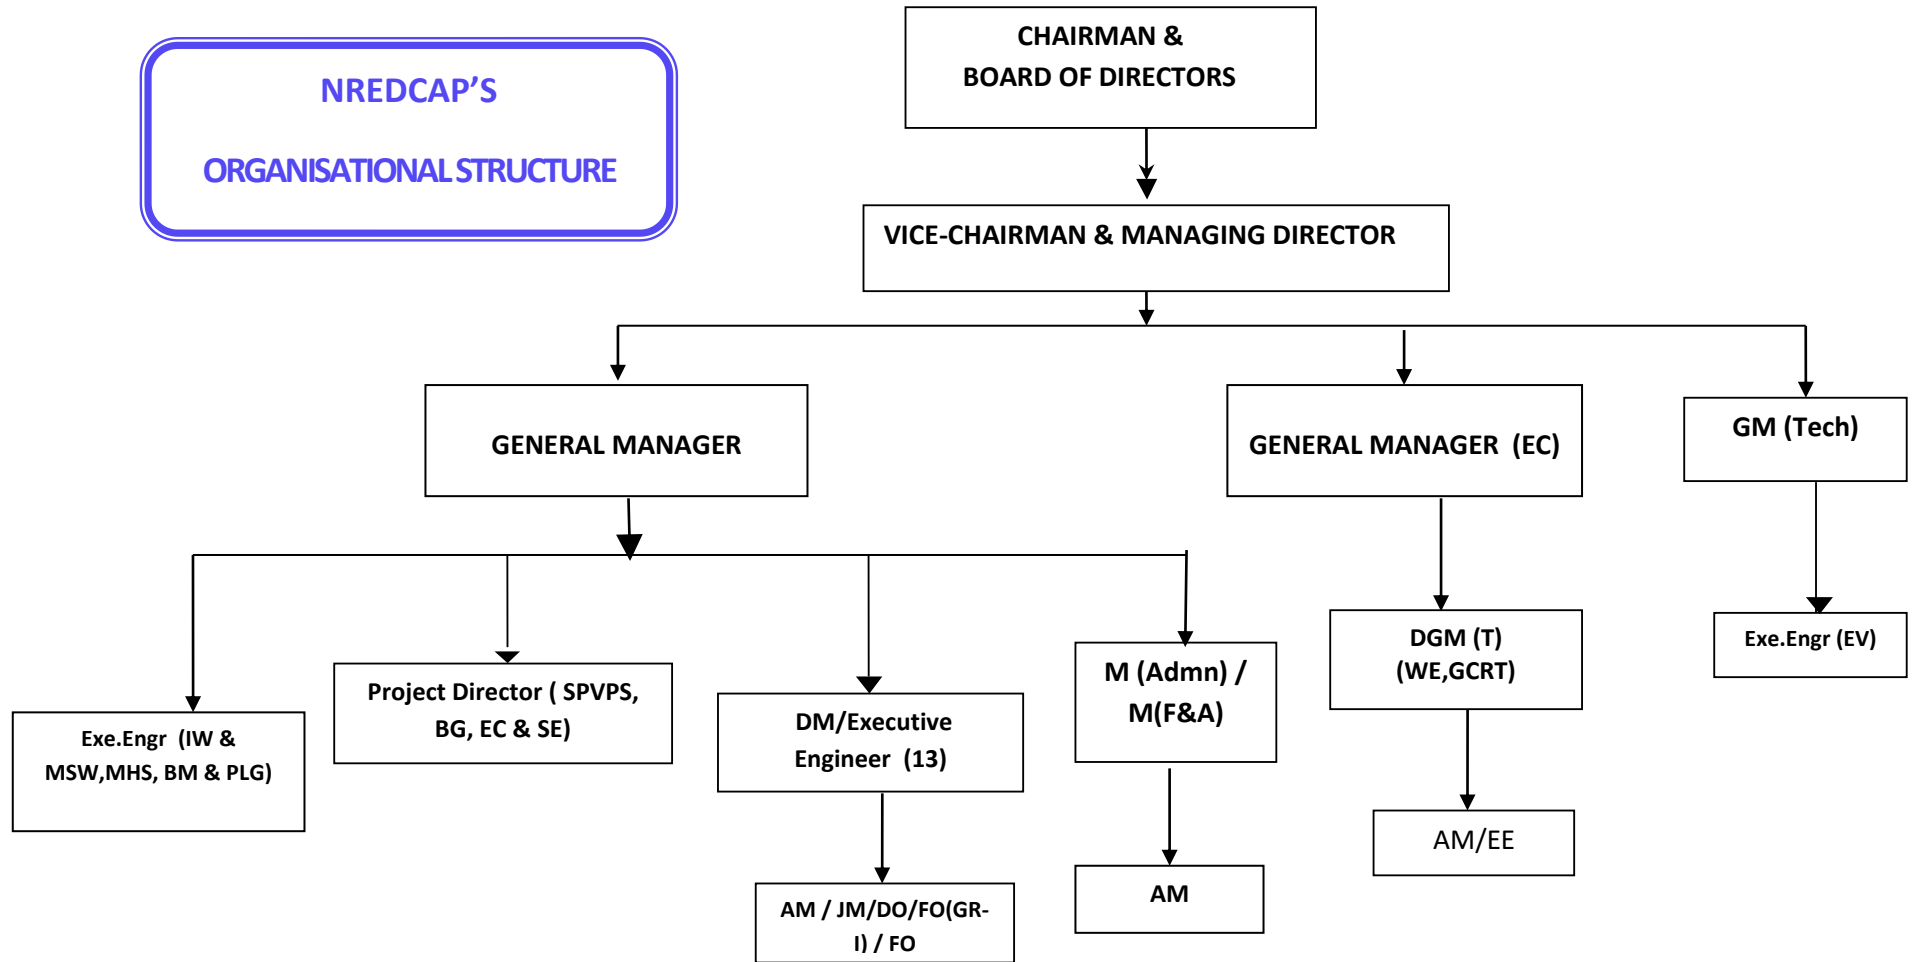 NREDCAP’S
ORGANISATIONAL STRUCTURE
CHAIRMAN &
BOARD OF DIRECTORS
VICE-CHAIRMAN & MANAGING DIRECTOR
GENERAL MANAGER
GENERAL MANAGER (EC)
GM (Tech)
Exe.Engr (IW &
MSW,MHS, BM & PLG)
Project Director ( SPVPS,
BG, EC & SE)
DM/Executive
Engineer (13)
M (Admn) /
M(F&A)
DGM (T)
(WE,GCRT)
Exe.Engr (EV)
AM / JM/DO/FO(GR-
I) / FO
AM
AM/EE